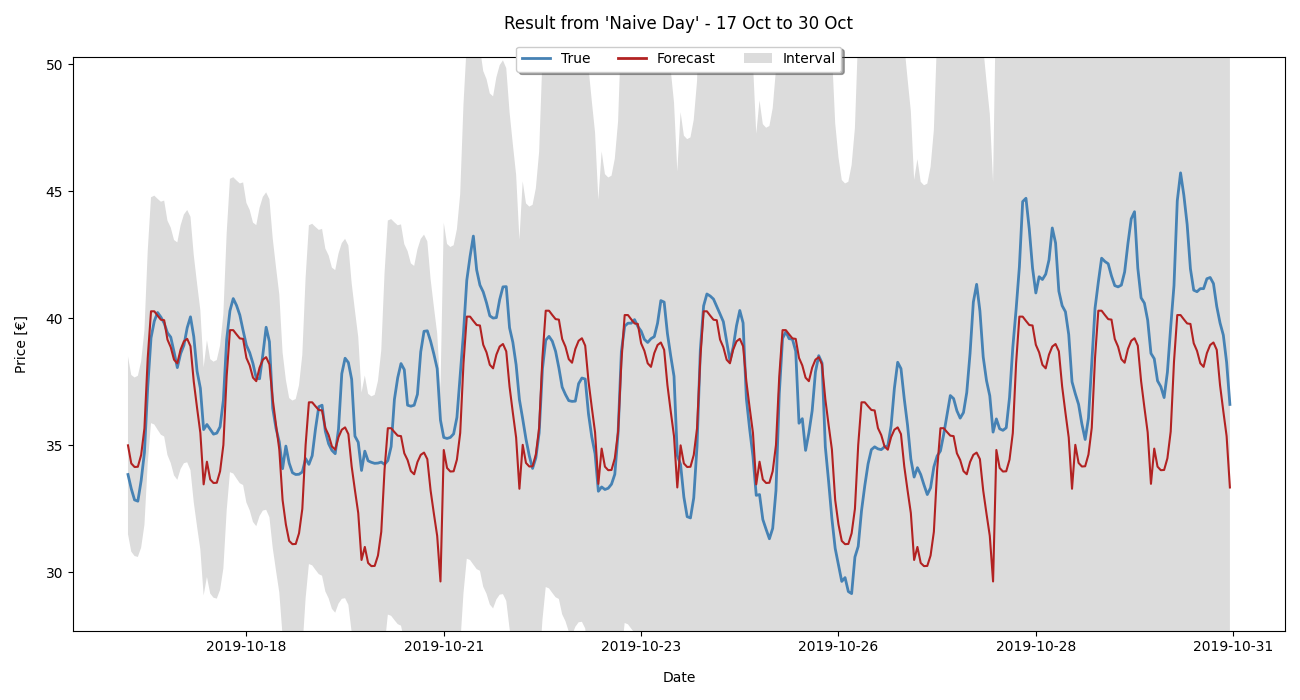 Result from 'Naive Day' - 17 Oct to 30 Oct
True Forecast Interval
50
45
40
35
30
Price [€]
2019-10-18 2019-10-21 2019-10-23 2019-10-26 2019-10-28 2019-10-31
Date